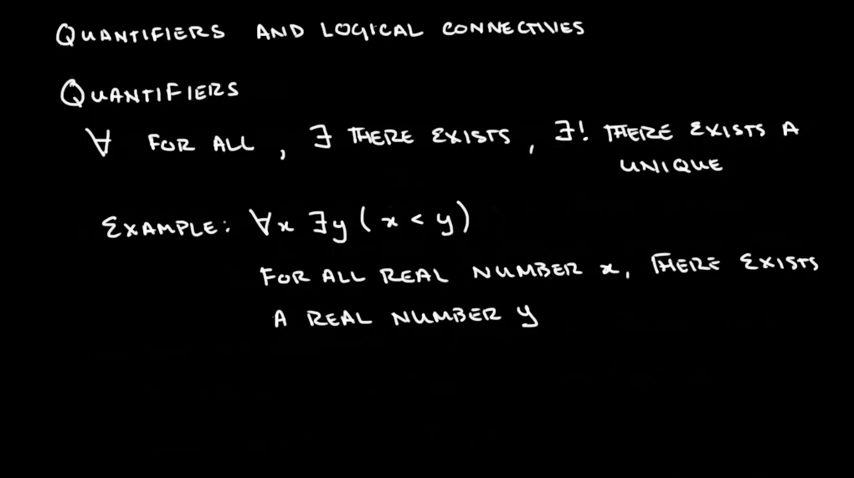 QUANTIFIERS AND LOGICAL CONNECTIVES
QUANTIFIERS
∀ FOR ALL, ∃ THERE EXISTS, ∃! THERE EXISTS A
UNIQUE
EXAMPLE: ∀x ∃y (x < y)
FOR ALL REAL NUMBER x, THERE EXISTS
A REAL NUMBER y